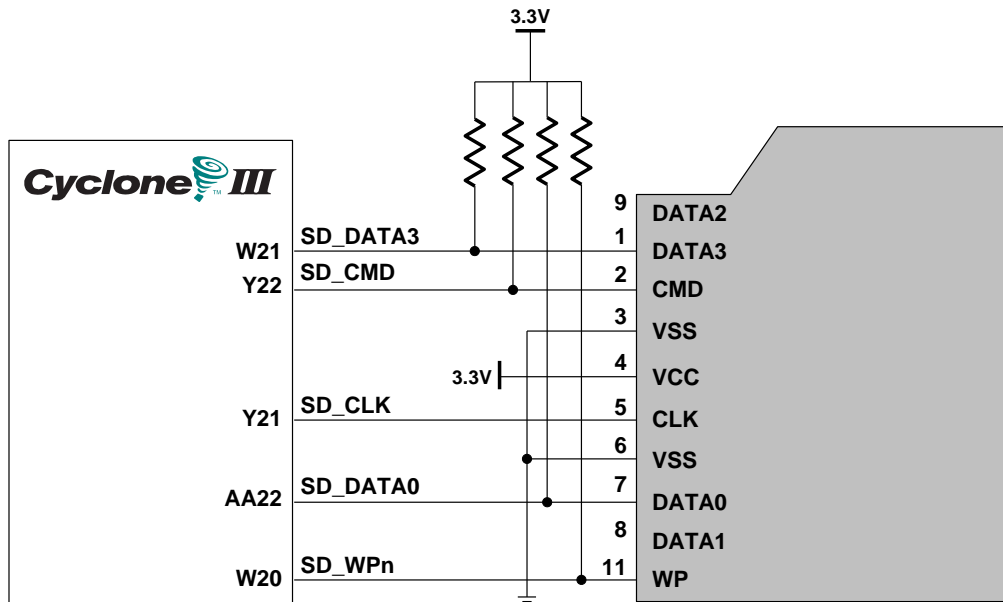 3.3V
Cyclone III
TM
9 DATA2
W21 SD_DATA3 1 DATA3
Y22 SD_CMD 2 CMD
3 VSS
3.3V 4 VCC
Y21 SD_CLK 5 CLK
6 VSS
AA22 SD_DATA0 7 DATA0
8 DATA1
W20 SD_WPn 11 WP